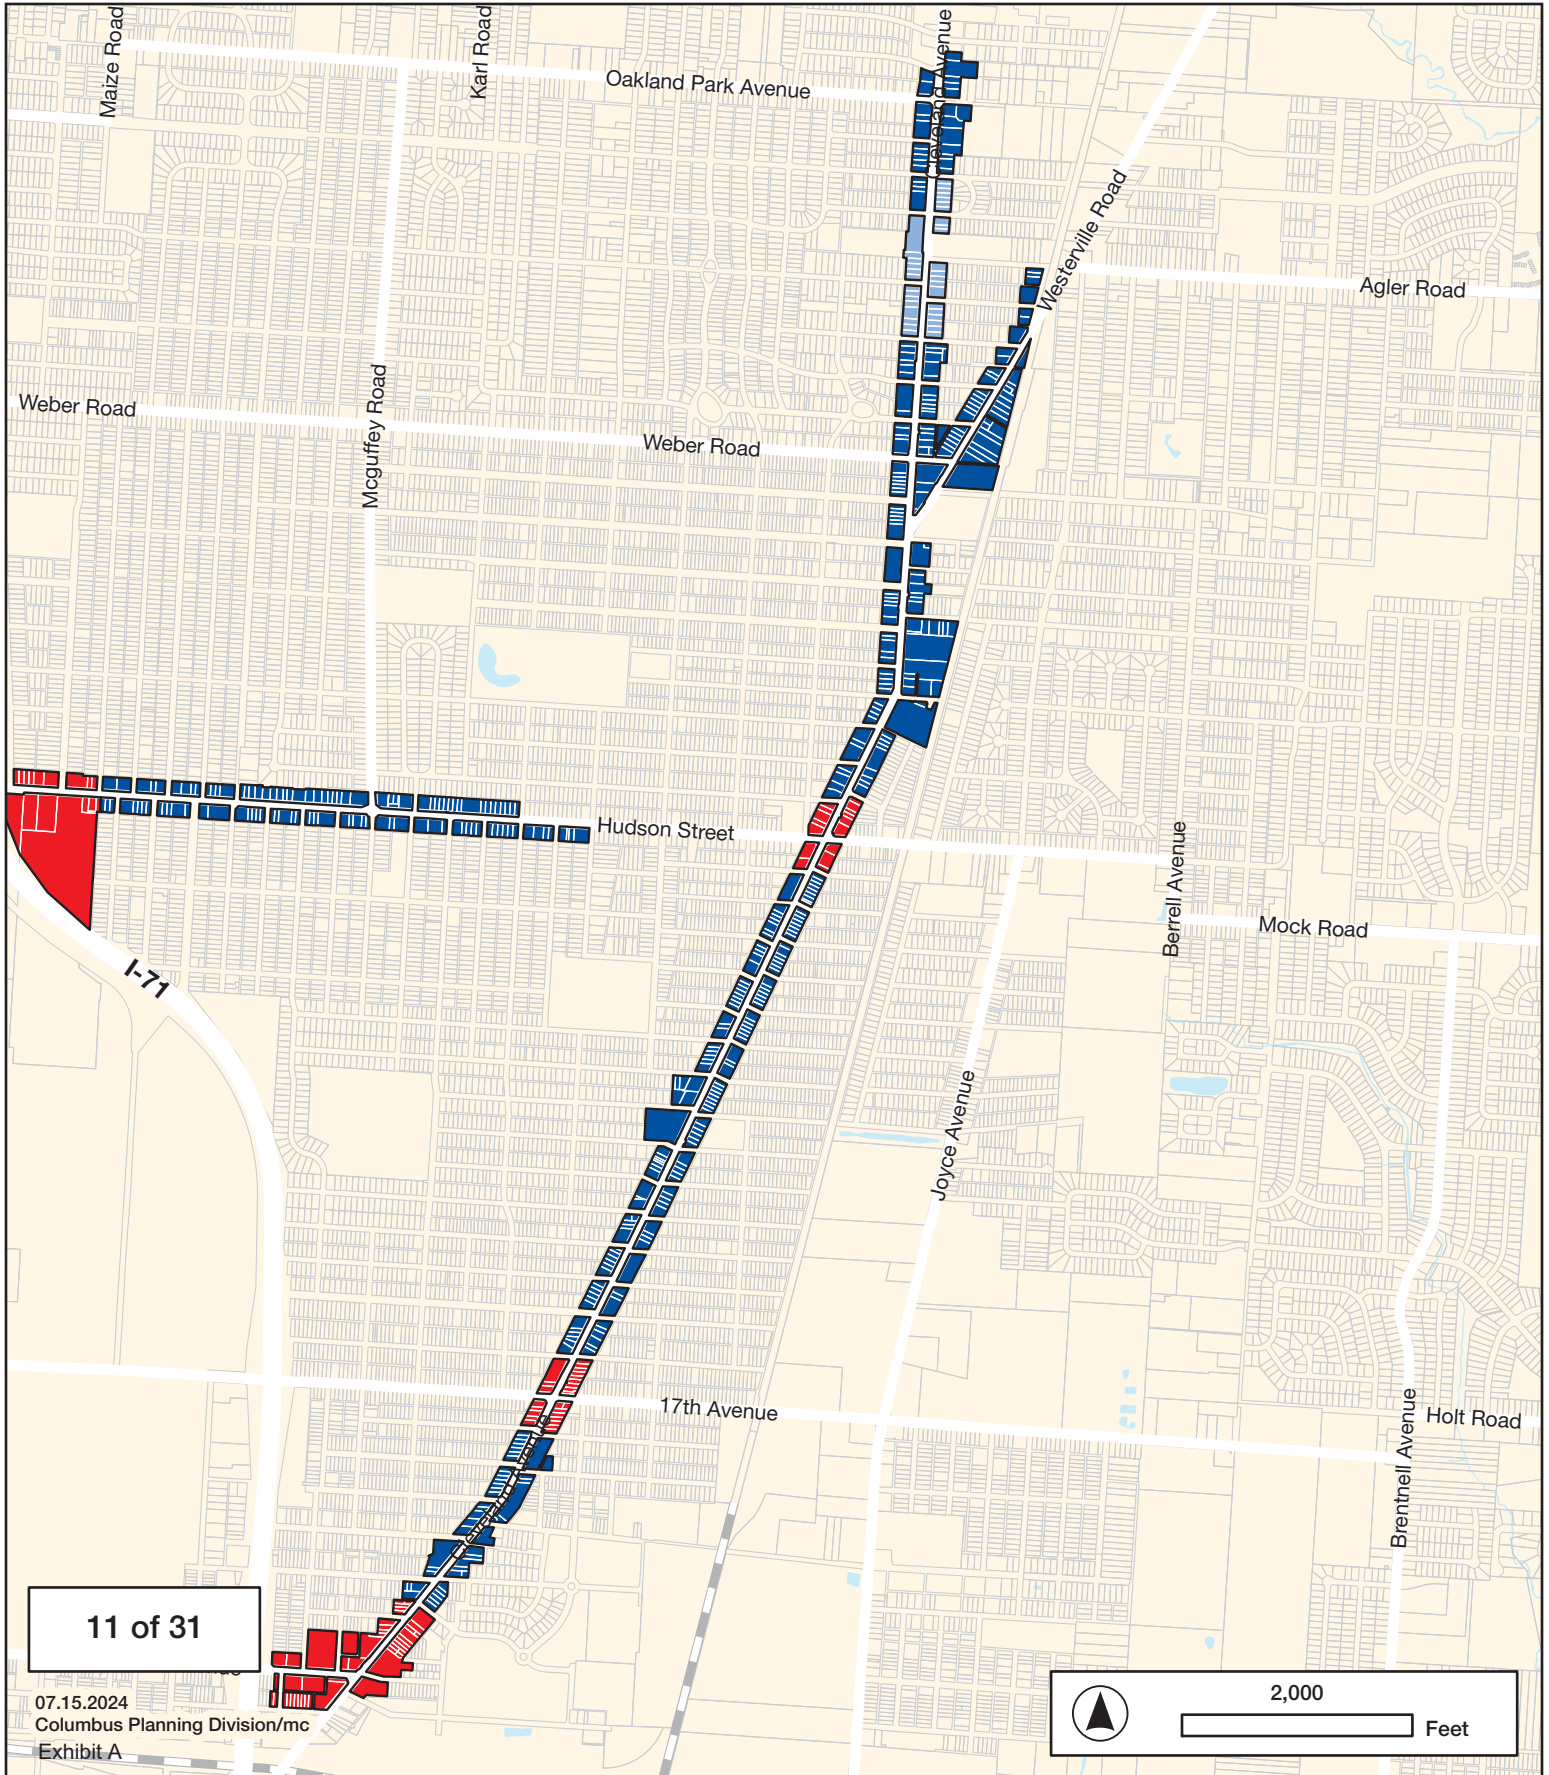 Maize Road
Karl Road
Cleveland Avenue
Oakland Park Avenue
Westerville Road
Agler Road
Mcguffey Road
Weber Road
Weber Road
Hudson Street
Berrell Avenue
Mock Road
I-71
Joyce Avenue
17th Avenue
Brentnell Avenue
Holt Road
Cleveland Avenue
11 of 31
07.15.2024
Columbus Planning Division/mc
Exhibit A
2,000
Feet